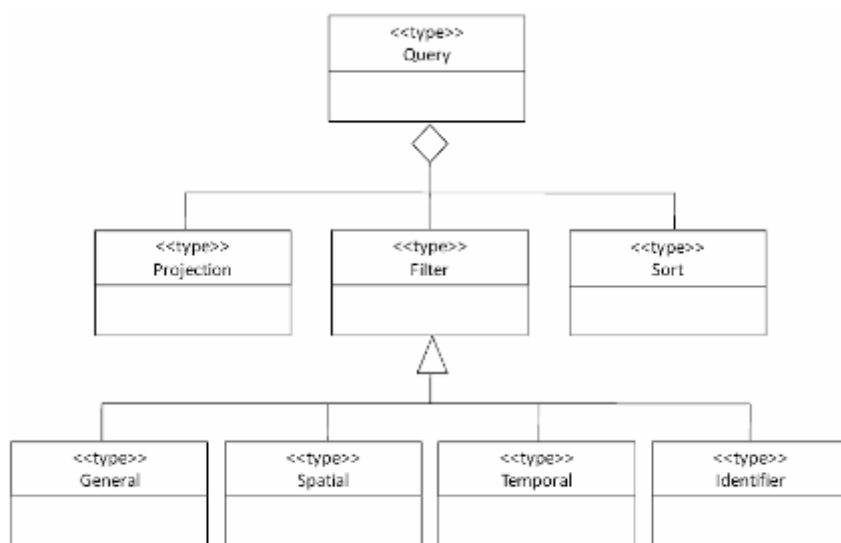 <<type>>
Query
<<type>>
Projection
<<type>>
Filter
<<type>>
Sort
<<type>>
General
<<type>>
Spatial
<<type>>
Temporal
<<type>>
Identifier